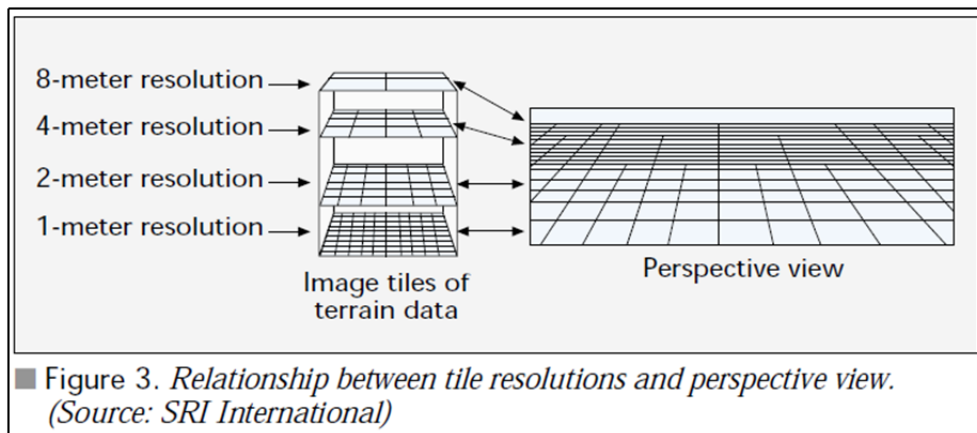 8-meter resolution
4-meter resolution
2-meter resolution
1-meter resolution
Image tiles of
terrain data
Perspective view
Figure 3. Relationship between tile resolutions and perspective view.
(Source: SRI International)